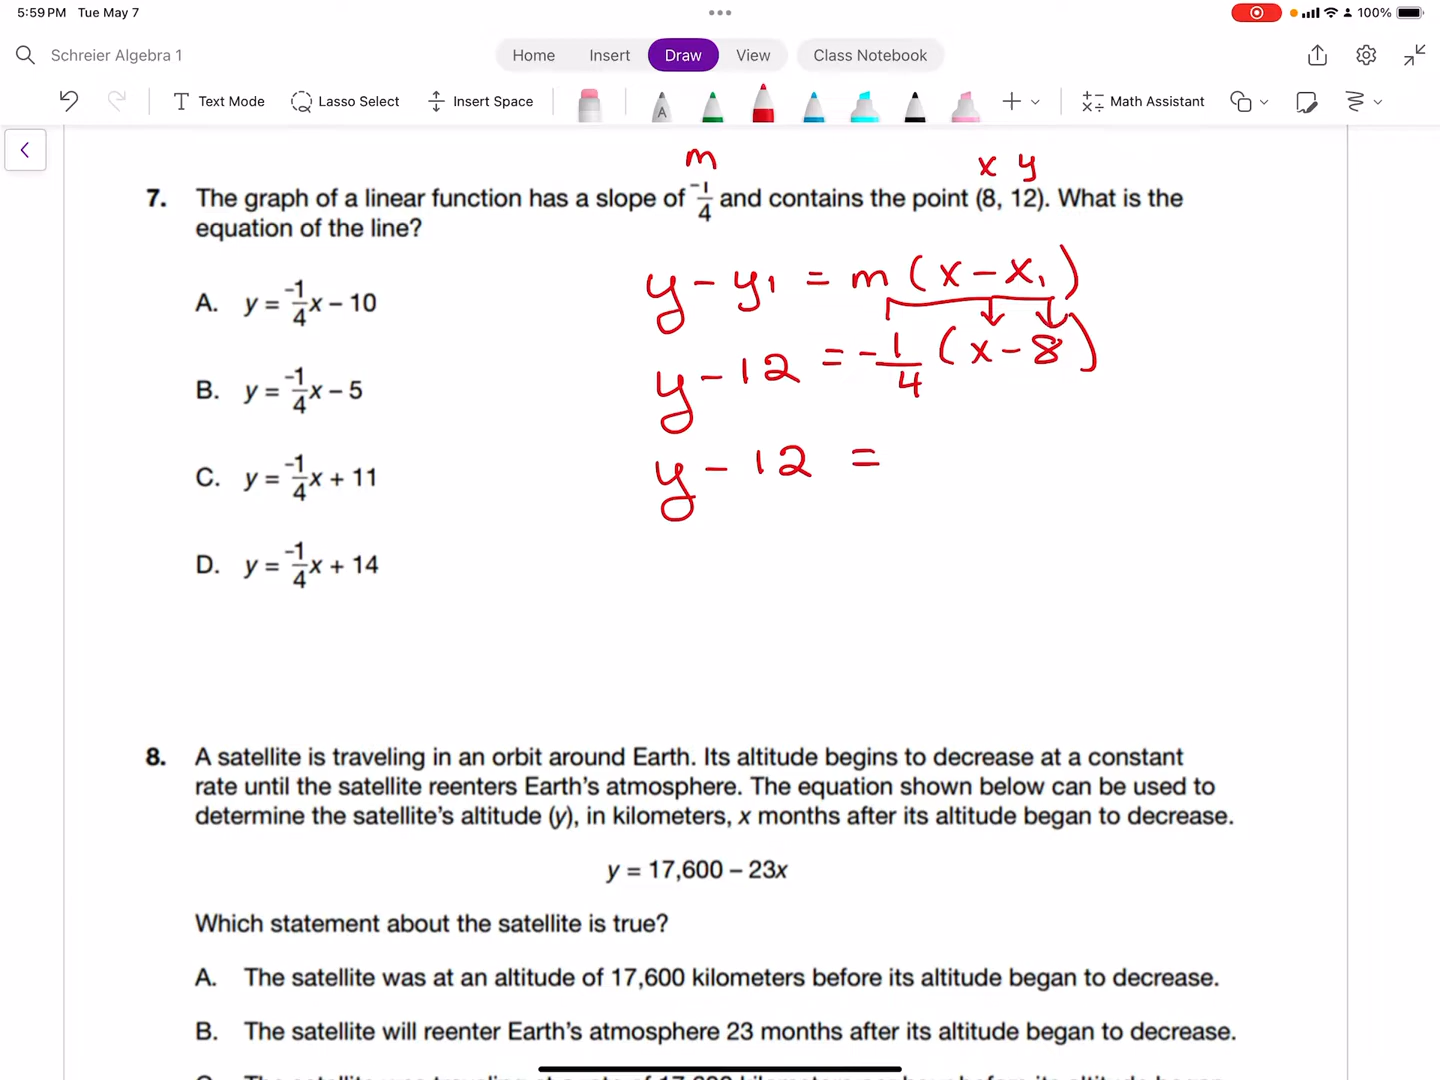 5:59 PM Tue May 7 100%
Schreier Algebra 1 Home Insert Draw View Class Notebook
Text Mode Lasso Select Insert Space A Math Assistant
m x y
7. The graph of a linear function has a slope of -1/4 and contains the point (8, 12). What is the
equation of the line?
y - y₁ = m (x - x₁)
A. y = -1/4 x – 10
y - 12 = - 1/4 (x - 8)
B. y = -1/4 x – 5
y - 12 =
C. y = -1/4 x + 11
D. y = -1/4 x + 14
8. A satellite is traveling in an orbit around Earth. Its altitude begins to decrease at a constant
rate until the satellite reenters Earth's atmosphere. The equation shown below can be used to
determine the satellite's altitude (y), in kilometers, x months after its altitude began to decrease.
y = 17,600 – 23x
Which statement about the satellite is true?
A. The satellite was at an altitude of 17,600 kilometers before its altitude began to decrease.
B. The satellite will reenter Earth's atmosphere 23 months after its altitude began to decrease.